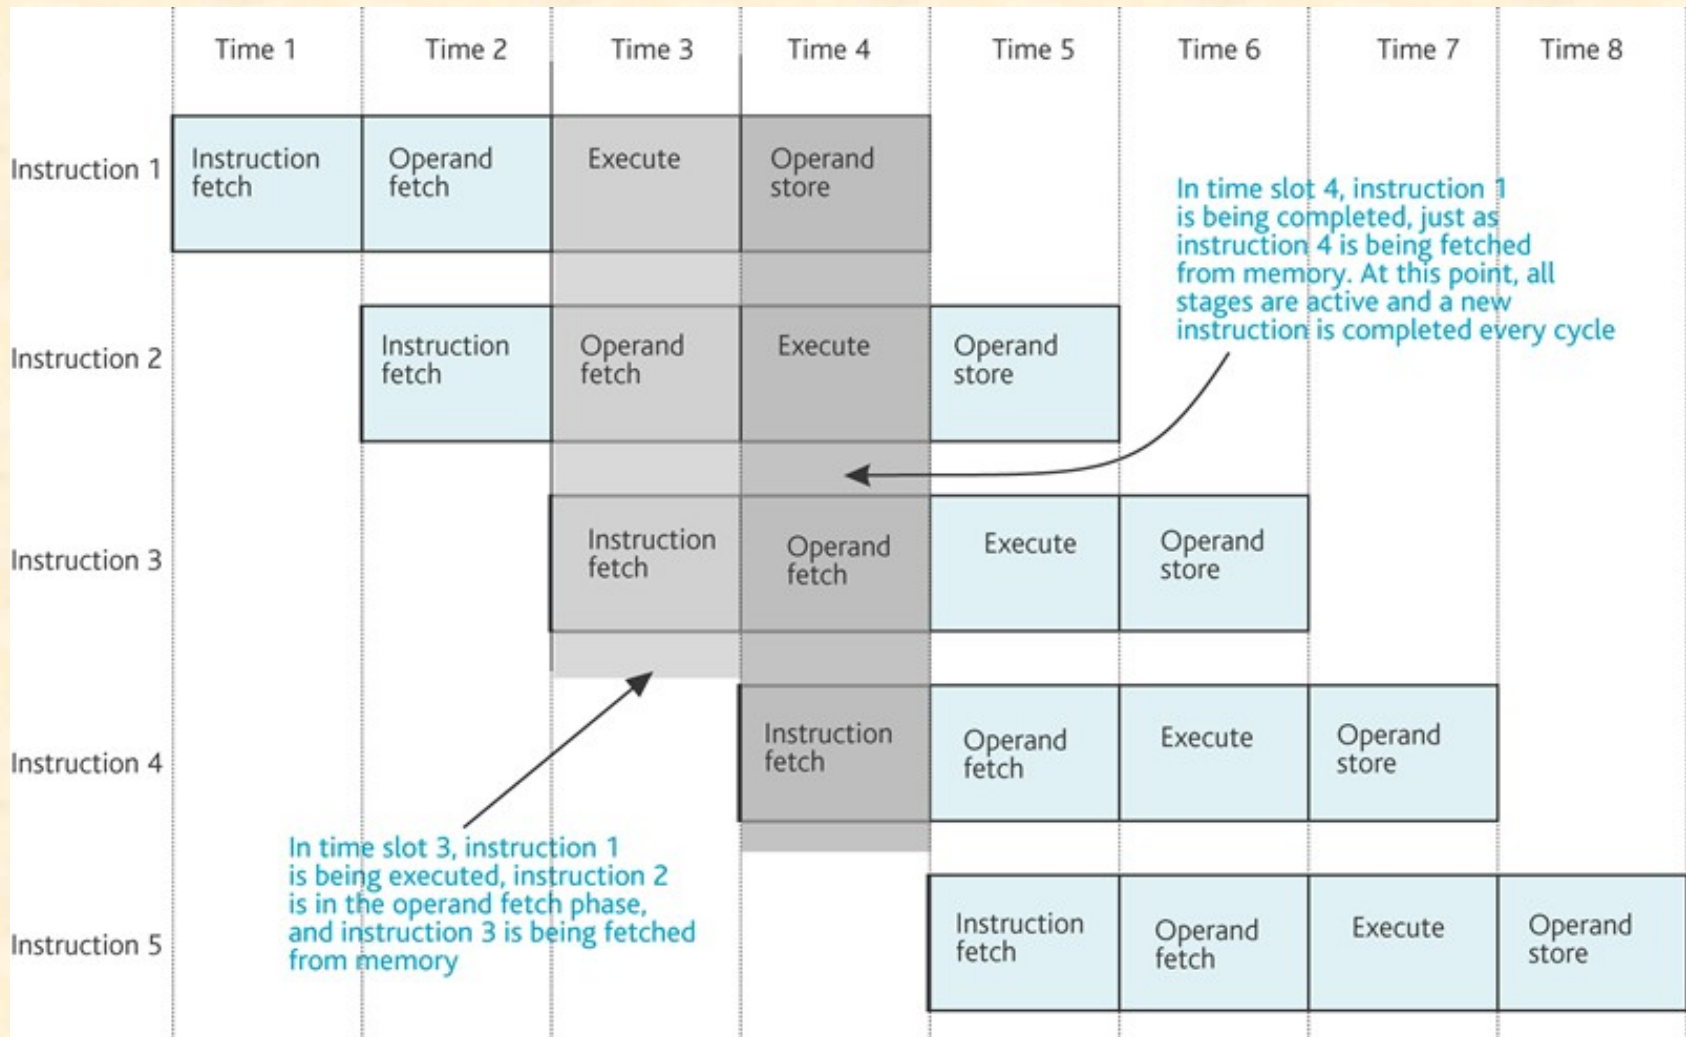 Time 1 Time 2 Time 3 Time 4 Time 5 Time 6 Time 7 Time 8
Instruction 1
Instruction
fetch
Operand
fetch
Execute
Operand
store
In time slot 4, instruction 1
is being completed, just as
instruction 4 is being fetched
from memory. At this point, all
stages are active and a new
instruction is completed every cycle
Instruction 2
Instruction
fetch
Operand
fetch
Execute
Operand
store
Instruction 3
Instruction
fetch
Operand
fetch
Execute
Operand
store
Instruction 4
Instruction
fetch
Operand
fetch
Execute
Operand
store
In time slot 3, instruction 1
is being executed, instruction 2
is in the operand fetch phase,
and instruction 3 is being fetched
from memory
Instruction 5
Instruction
fetch
Operand
fetch
Execute
Operand
store